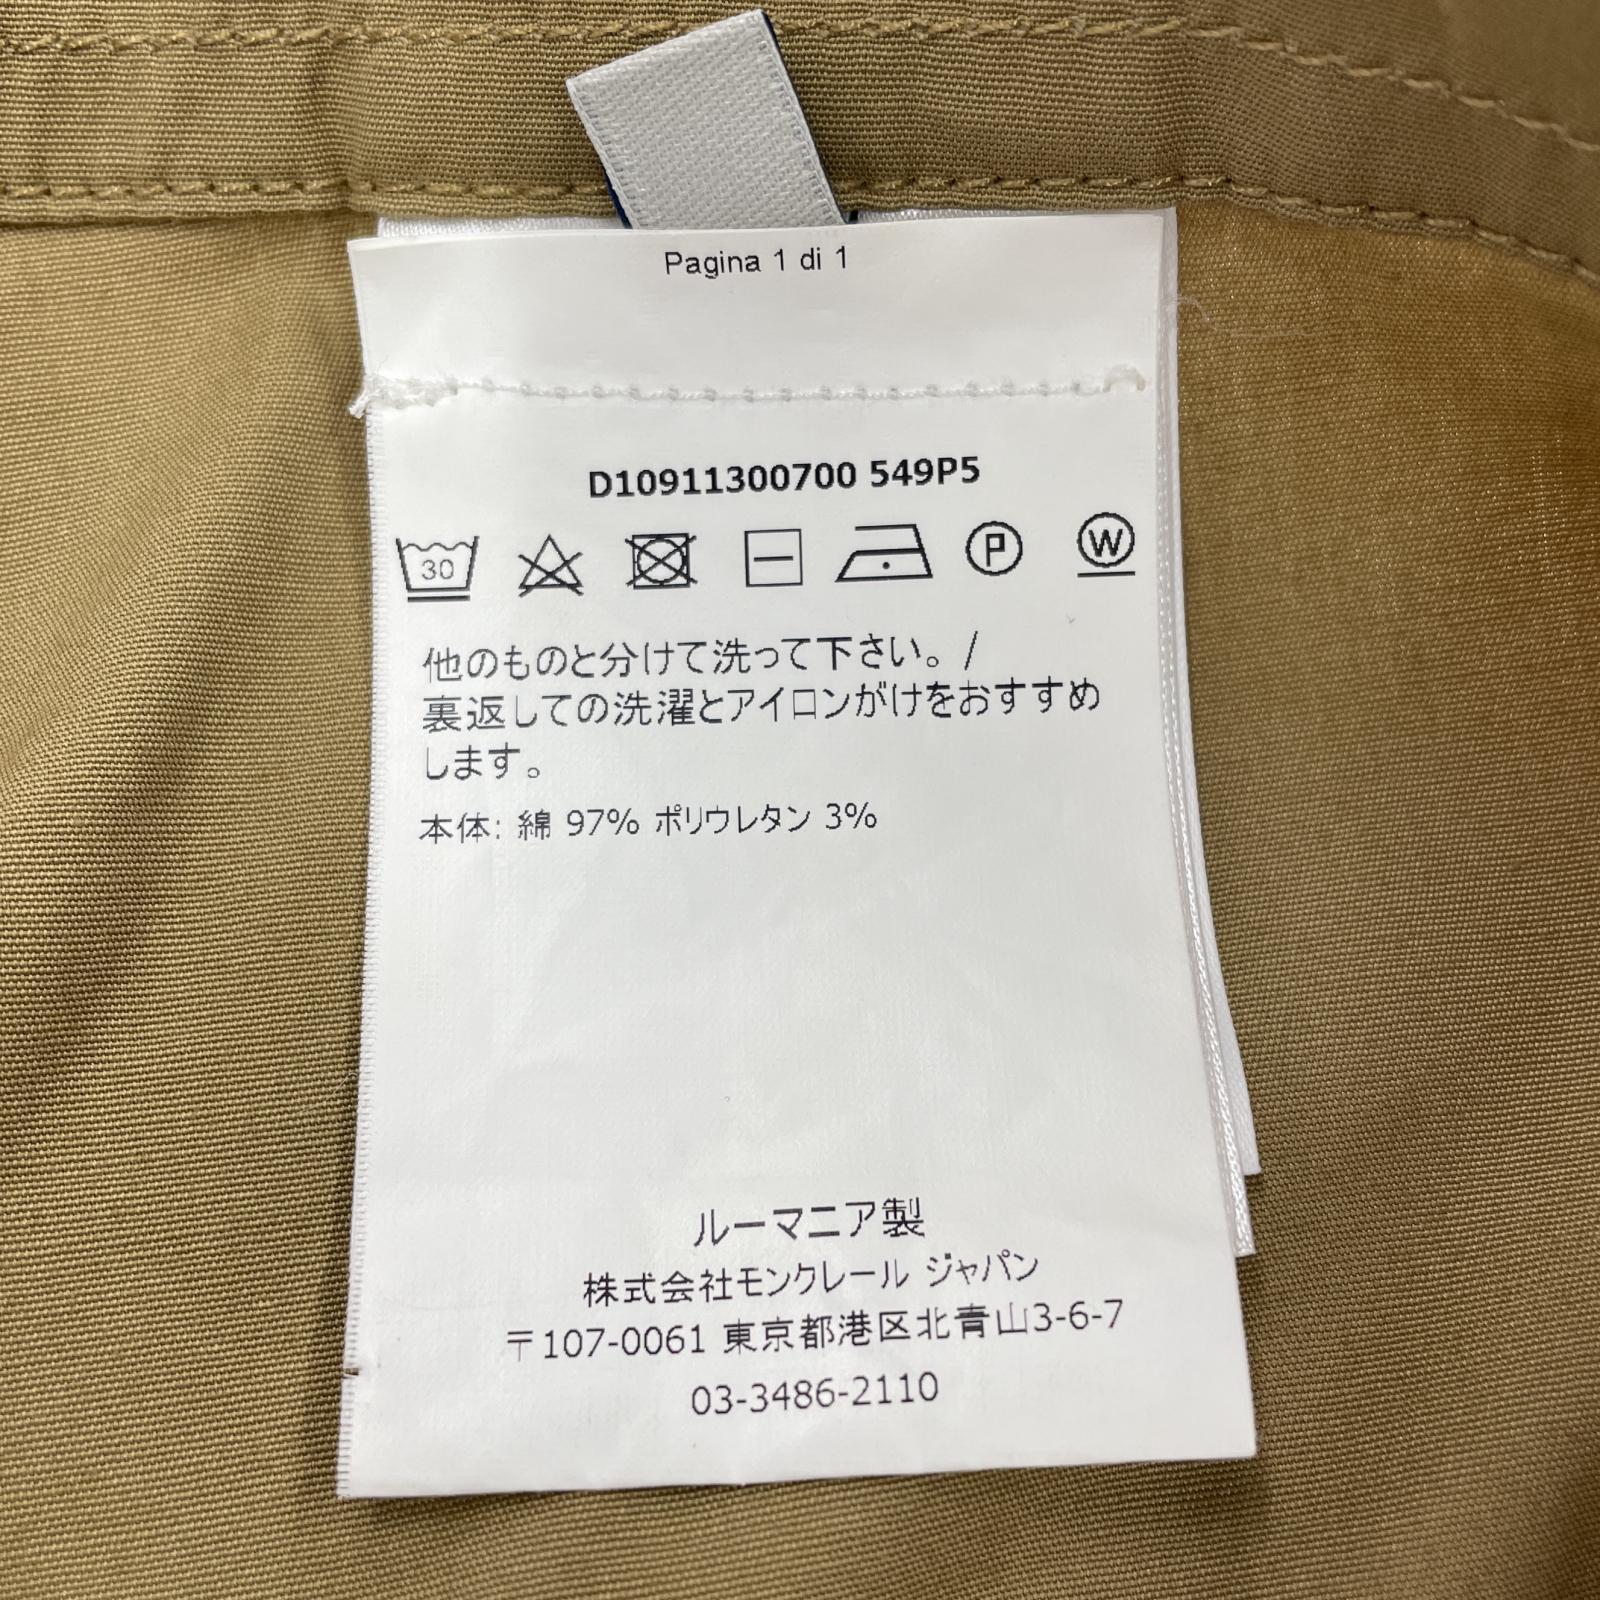 Pagina 1 di 1
D10911300700 549P5
30 P W
他のものと分けて洗って下さい。/
裏返しての洗濯とアイロンがけをおすすめ
します。
本体: 綿 97% ポリウレタン 3%
ルーマニア製
株式会社モンクレール ジャパン
〒107-0061 東京都港区北青山3-6-7
03-3486-2110